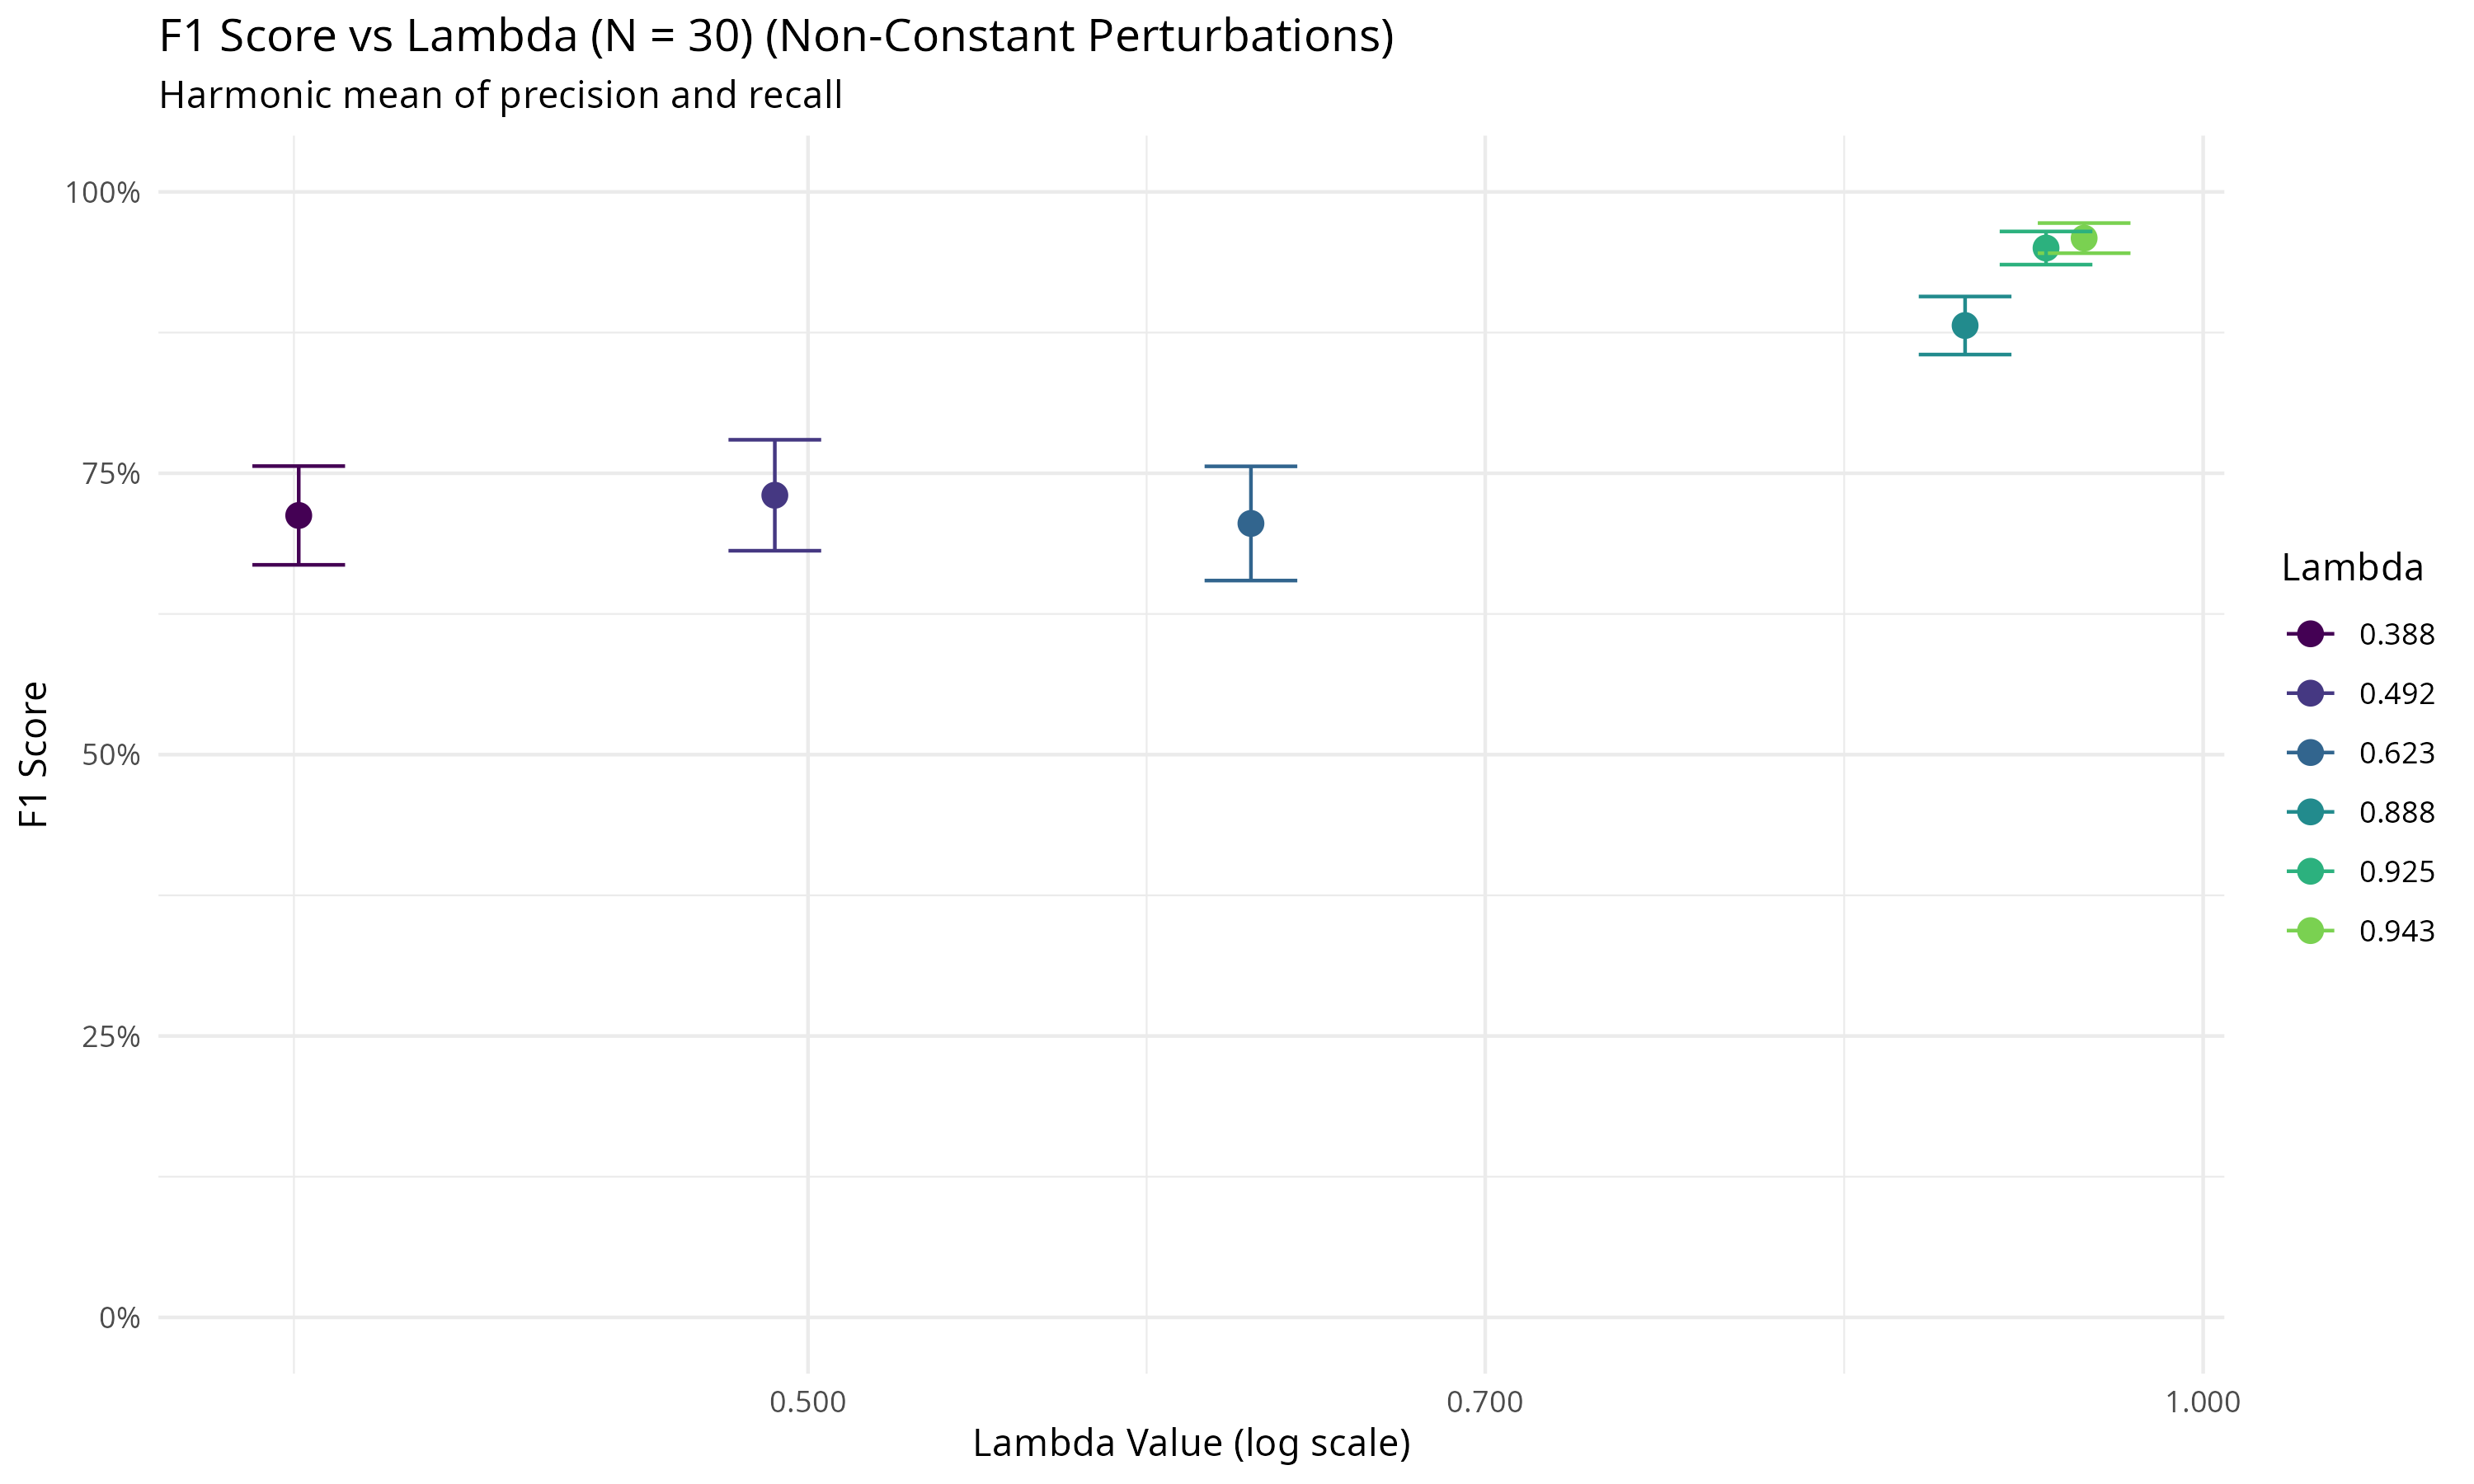 F1 Score vs Lambda (N = 30) (Non-Constant Perturbations)
Harmonic mean of precision and recall
100%
75%
50%
25%
0%
F1 Score
0.500
0.700
1.000
Lambda Value (log scale)
Lambda
0.388
0.492
0.623
0.888
0.925
0.943